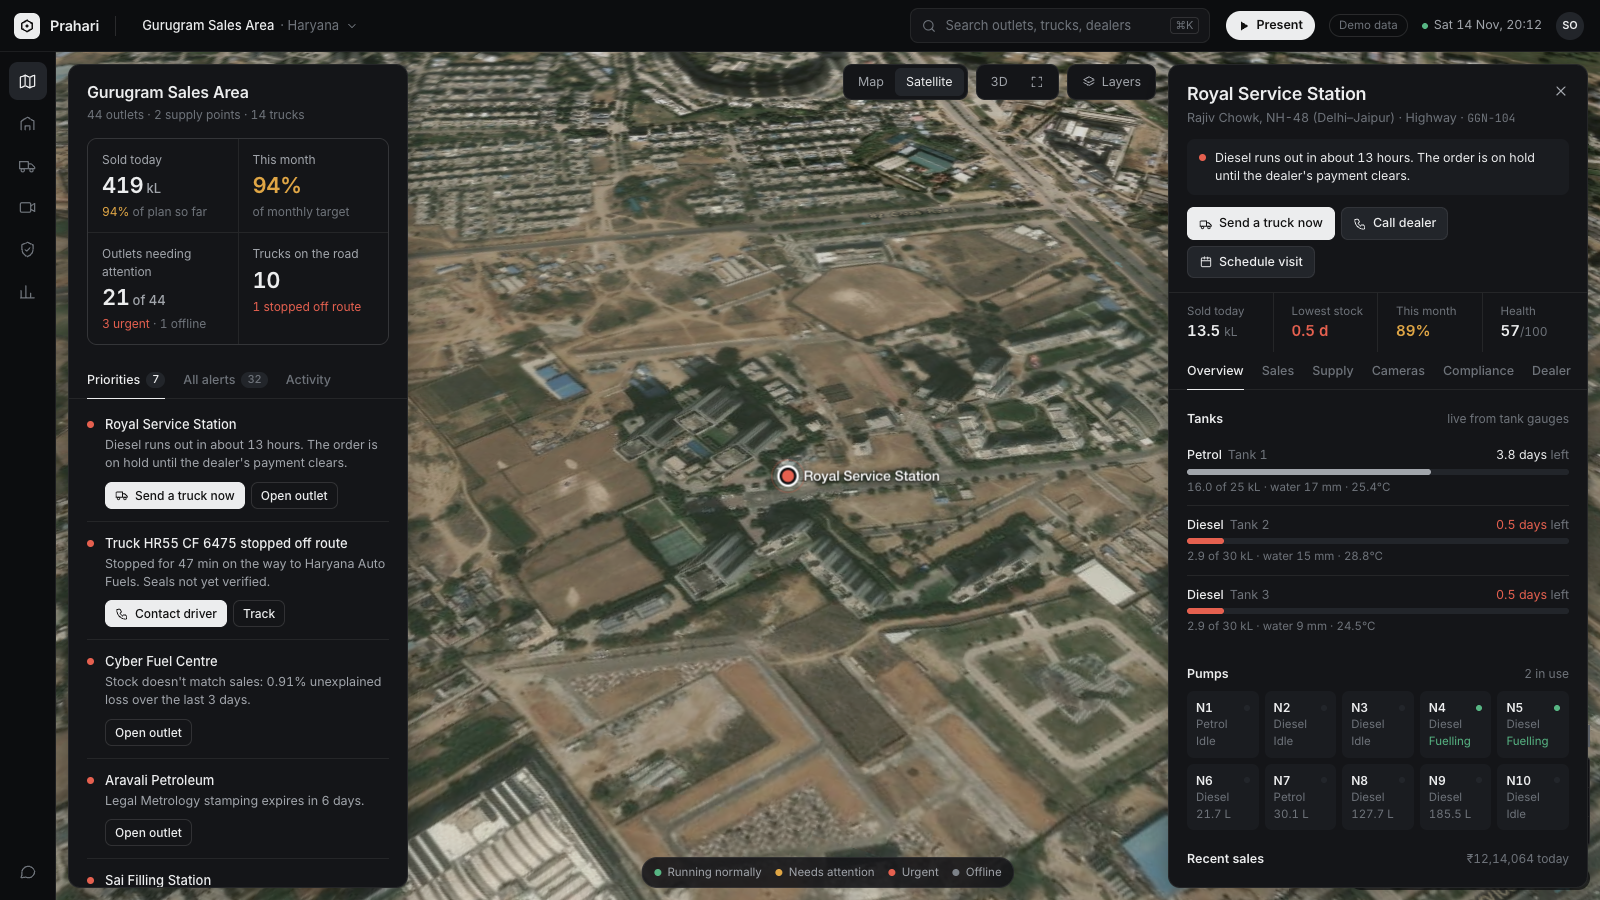 Prahari
Gurugram Sales Area · Haryana
Search outlets, trucks, dealers ⌘K
Present
Demo data
Sat 14 Nov, 20:12
SO
Gurugram Sales Area
44 outlets · 2 supply points · 14 trucks
Sold today
419 kL
94% of plan so far
This month
94%
of monthly target
Outlets needing
attention
21 of 44
3 urgent · 1 offline
Trucks on the road
10
1 stopped off route
Priorities 7
All alerts 32
Activity
Royal Service Station
Diesel runs out in about 13 hours. The order is
on hold until the dealer's payment clears.
Send a truck now
Open outlet
Truck HR55 CF 6475 stopped off route
Stopped for 47 min on the way to Haryana Auto
Fuels. Seals not yet verified.
Contact driver
Track
Cyber Fuel Centre
Stock doesn't match sales: 0.91% unexplained
loss over the last 3 days.
Open outlet
Aravali Petroleum
Legal Metrology stamping expires in 6 days.
Open outlet
Sai Filling Station
Map
Satellite
3D
Layers
Royal Service Station
Running normally
Needs attention
Urgent
Offline
Royal Service Station
Rajiv Chowk, NH-48 (Delhi–Jaipur) · Highway · GGN-104
Diesel runs out in about 13 hours. The order is on hold
until the dealer's payment clears.
Send a truck now
Call dealer
Schedule visit
Sold today
13.5 kL
Lowest stock
0.5 d
This month
89%
Health
57/100
Overview
Sales
Supply
Cameras
Compliance
Dealer
Tanks
live from tank gauges
Petrol Tank 1
3.8 days left
16.0 of 25 kL · water 17 mm · 25.4°C
Diesel Tank 2
0.5 days left
2.9 of 30 kL · water 15 mm · 28.8°C
Diesel Tank 3
0.5 days left
2.9 of 30 kL · water 9 mm · 24.5°C
Pumps
2 in use
N1
Petrol
Idle
N2
Diesel
Idle
N3
Diesel
Idle
N4
Diesel
Fuelling
N5
Diesel
Fuelling
N6
Diesel
21.7 L
N7
Petrol
30.1 L
N8
Diesel
127.7 L
N9
Diesel
185.5 L
N10
Diesel
Idle
Recent sales
₹12,14,064 today